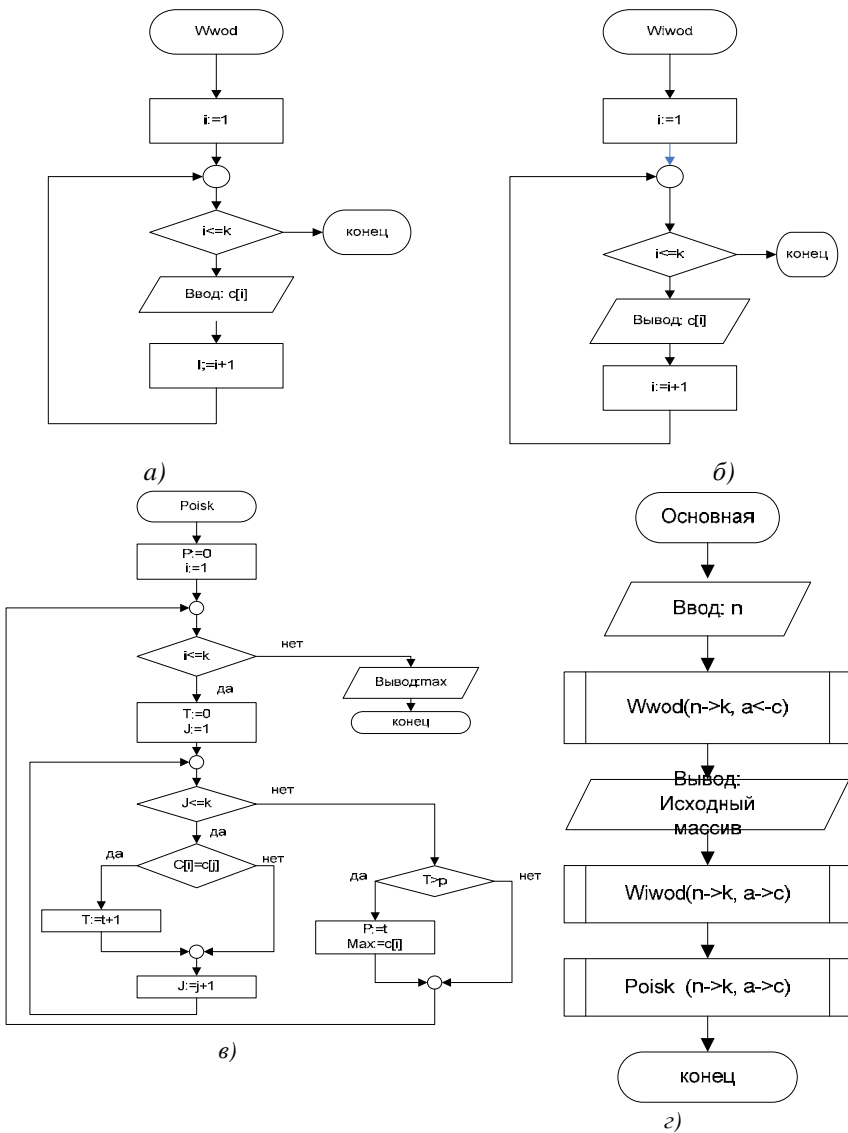 Wwod
i:=1
i<=k
конец
Ввод: c[i]
I;=i+1
а)
Wiwod
i:=1
i<=k
конец
Вывод: c[i]
i:=i+1
б)
Poisk
P:=0
i:=1
i<=k
нет
Вывод:max
конец
да
T:=0
J:=1
J<=k
нет
да
C[i]=c[j]
да
нет
T:=t+1
J:=j+1
T>p
да
нет
P:=t
Max:=c[i]
в)
Основная
Ввод: n
Wwod(n->k, a<-c)
Вывод:
Исходный
массив
Wiwod(n->k, a->c)
Poisk (n->k, a->c)
конец
г)